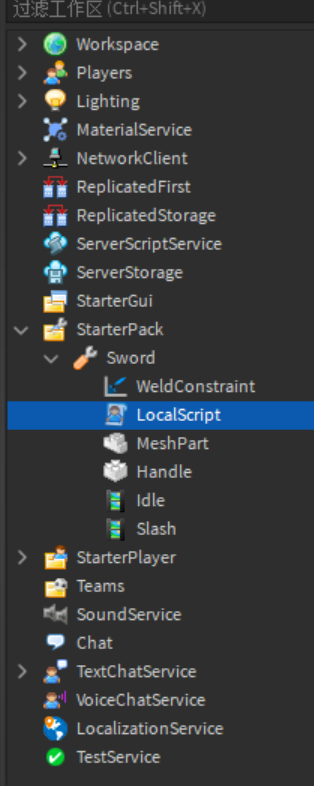 过滤工作区 (Ctrl+Shift+X)
Workspace
Players
Lighting
MaterialService
NetworkClient
ReplicatedFirst
ReplicatedStorage
ServerScriptService
ServerStorage
StarterGui
StarterPack
Sword
WeldConstraint
LocalScript
MeshPart
Handle
Idle
Slash
StarterPlayer
Teams
SoundService
Chat
TextChatService
VoiceChatService
LocalizationService
TestService